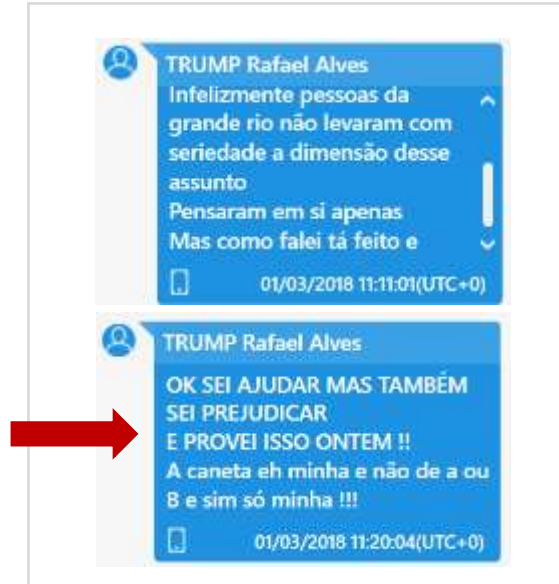 TRUMP Rafael Alves
Infelizmente pessoas da
grande rio não levaram com
seriedade a dimensão desse
assunto
Pensaram em si apenas
Mas como falei tá feito e
01/03/2018 11:11:01(UTC+0)
TRUMP Rafael Alves
OK SEI AJUDAR MAS TAMBÉM
SEI PREJUDICAR
E PROVEI ISSO ONTEM !!
A caneta eh minha e não de a ou
B e sim só minha !!!
01/03/2018 11:20:04(UTC+0)